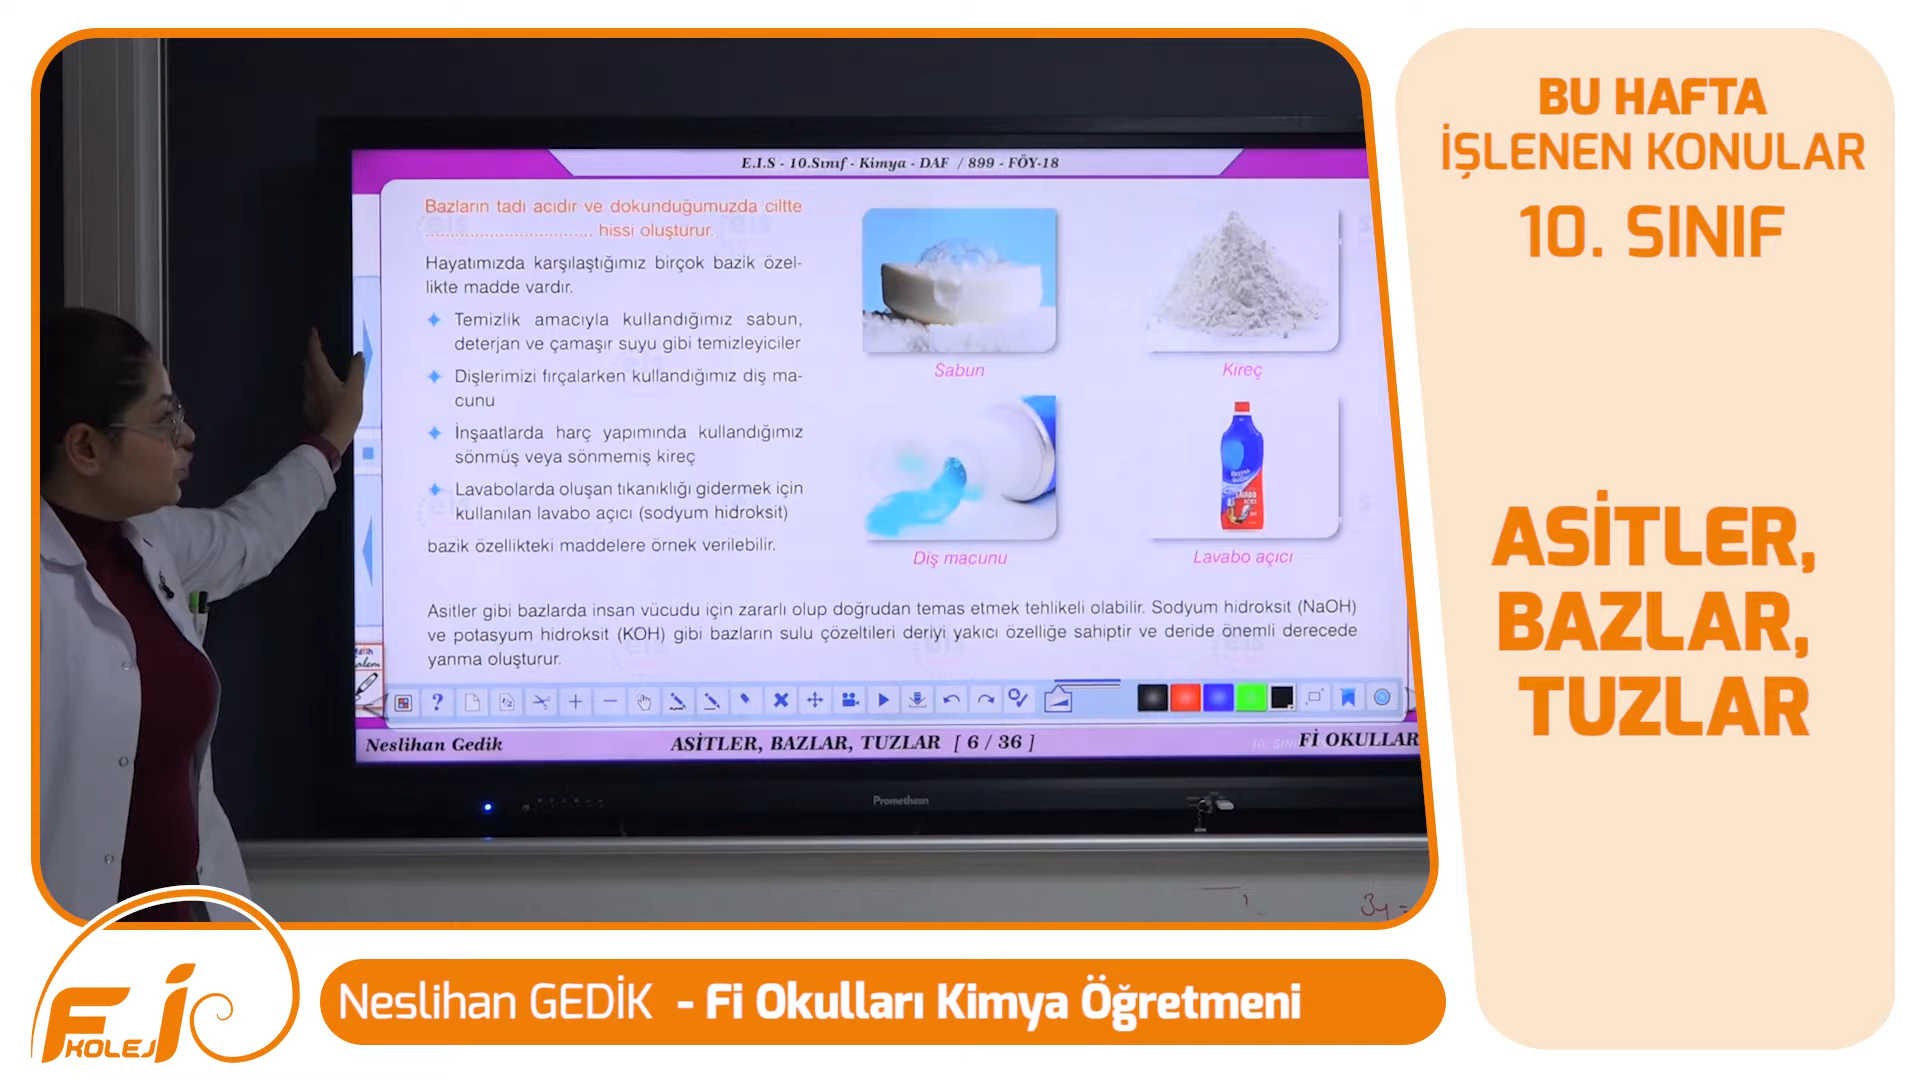 E.I.S - 10.Sınıf - Kimya - DAF / 899 - FÖY-18
Bazların tadı acıdır ve dokunduğumuzda ciltte
.................................. hissi oluşturur.
Hayatımızda karşılaştığımız birçok bazik özel-
likte madde vardır.
Temizlik amacıyla kullandığımız sabun,
deterjan ve çamaşır suyu gibi temizleyiciler
Dişlerimizi fırçalarken kullandığımız diş ma-
cunu
İnşaatlarda harç yapımında kullandığımız
sönmüş veya sönmemiş kireç
Lavabolarda oluşan tıkanıklığı gidermek için
kullanılan lavabo açıcı (sodyum hidroksit)
bazik özellikteki maddelere örnek verilebilir.
Sabun
Kireç
Diş macunu
Lavabo açıcı
Asitler gibi bazlarda insan vücudu için zararlı olup doğrudan temas etmek tehlikeli olabilir. Sodyum hidroksit (NaOH)
ve potasyum hidroksit (KOH) gibi bazların sulu çözeltileri deriyi yakıcı özelliğe sahiptir ve deride önemli derecede
yanma oluşturur.
Neslihan Gedik
ASİTLER, BAZLAR, TUZLAR [ 6 / 36 ]
Fİ OKULLAR
Promethean
BU HAFTA
İŞLENEN KONULAR
10. SINIF
ASİTLER,
BAZLAR,
TUZLAR
Fi
KOLEJ
Neslihan GEDİK - Fi Okulları Kimya Öğretmeni